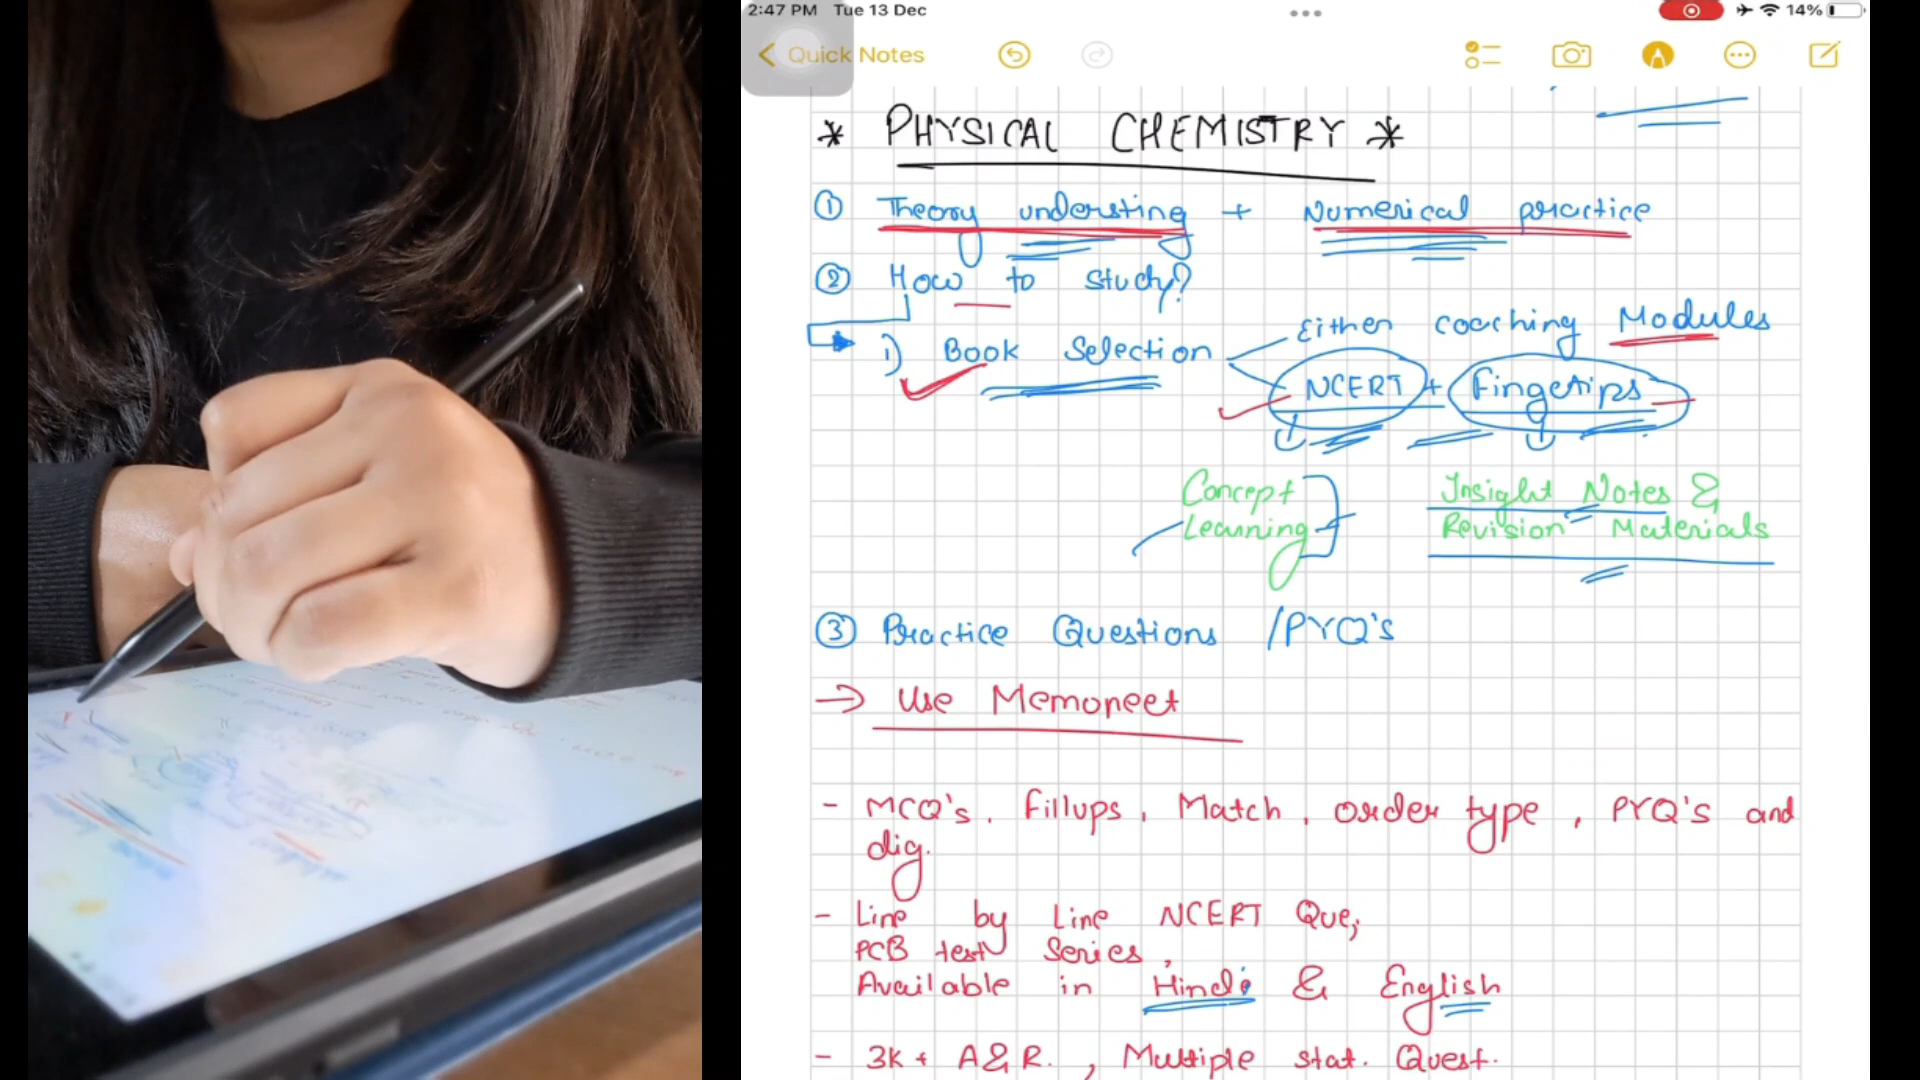 2:47 PM Tue 13 Dec
14%
Quick Notes
* PHYSICAL CHEMISTRY *
① Theory understing + Numerical practice
② How to study?
Either coaching Modules
1) Book Selection
NCERT + Fingetips
Concept Insight Notes &
Learning Revision Materials
③ Practice Questions /PYQ's
→ Use Memoneet
- MCQ's, Fillups, Match, order type, PYQ's and
dig.
- Line by Line NCERT Que,
PCB test Series,
Available in Hindi & English
- 3K+ A&R., Multiple stat. Quest.